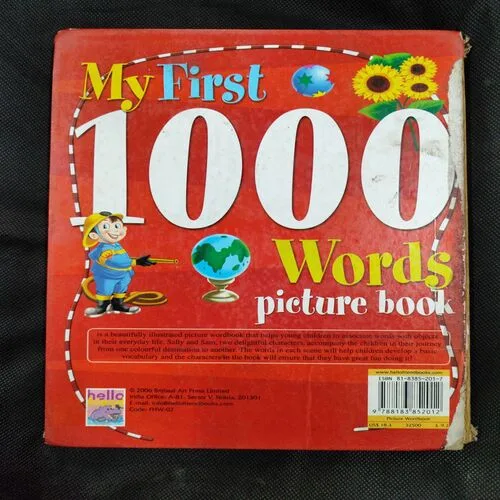 My First
1000
Words
picture book
is a beautifully illustrated picture wordbook that helps young children to associate words with objects
in their everyday life. Sally and Sam, two delightful characters, accompany the children in their journey
from one colourful destination to another. The words in each scene will help children develop a basic
vocabulary and the characters in the book will ensure that they have great fun doing it!
www.hellofriendbooks.com
ISBN 81-8385-201-7
hello
© 2006 Brijbasi Art Press Limited
India Office: A-81, Sector V, Noida, 201301
E.mail: info@hellofriendbooks.com
Code: FHW-02
9 788183 852012
Picture Wordbook